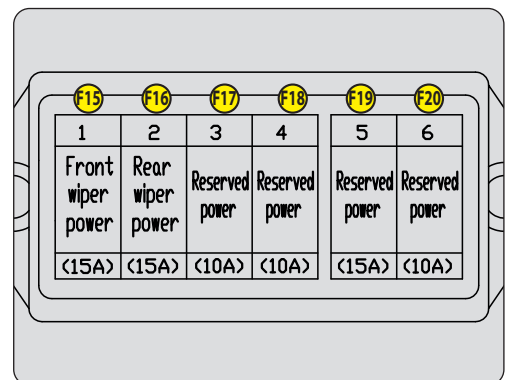 F15 F16 F17 F18 F19 F20
1 2 3 4 5 6
Front Rear Reserved Reserved Reserved Reserved
wiper wiper power power power power
power power
(15A) (15A) (10A) (10A) (15A) (10A)